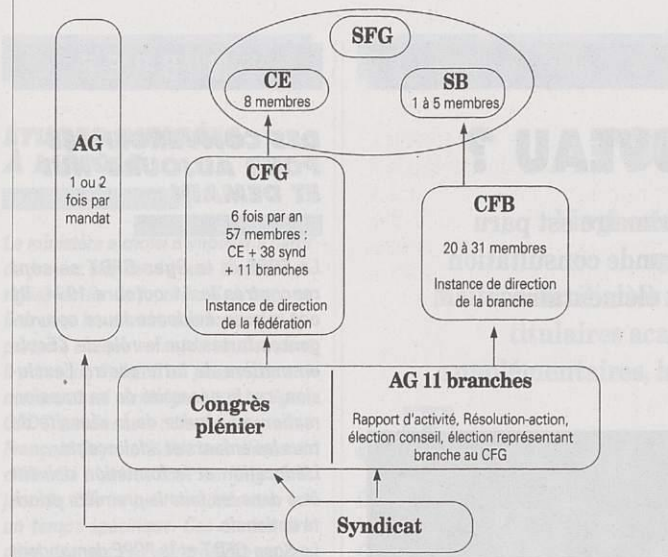 SFG
CE
8 membres
SB
1 à 5 membres
AG
1 ou 2
fois par
mandat
CFG
6 fois par an
57 membres :
CE + 38 synd
+ 11 branches
Instance de direction
de la fédération
CFB
20 à 31 membres
Instance de direction
de la branche
Congrès
plénier
AG 11 branches
Rapport d'activité, Résolution-action,
élection conseil, élection représentant
branche au CFG
Syndicat